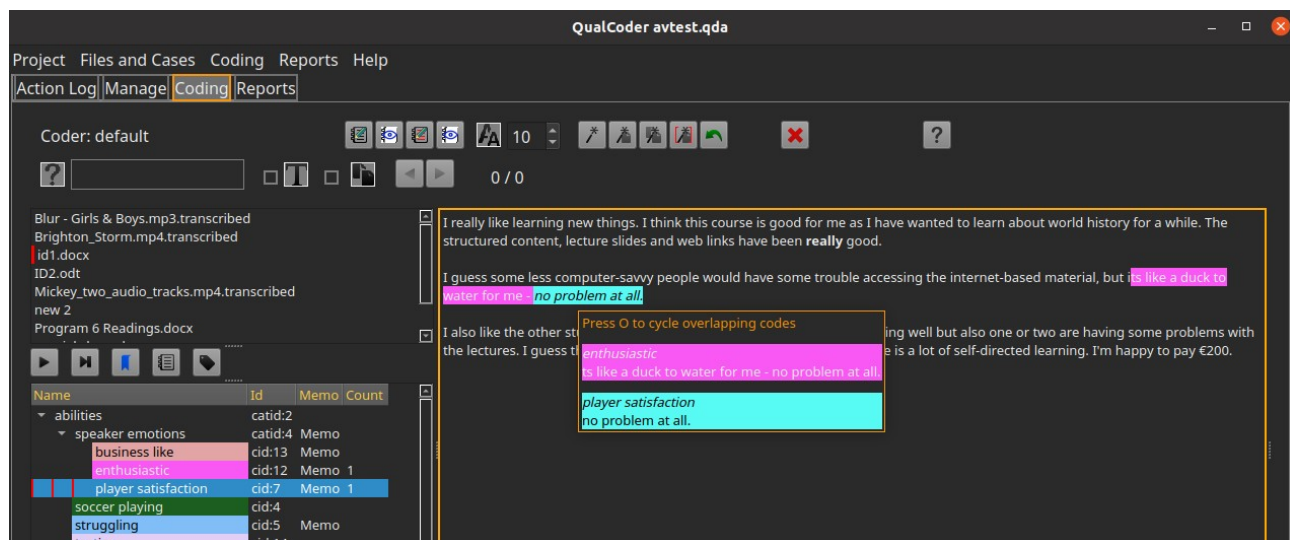 QualCoder avtest.qda
Project Files and Cases Coding Reports Help
Action Log Manage Coding Reports
Coder: default
10
0 / 0
Blur - Girls & Boys.mp3.transcribed
Brighton_Storm.mp4.transcribed
id1.docx
ID2.odt
Mickey_two_audio_tracks.mp4.transcribed
new 2
Program 6 Readings.docx
Name Id Memo Count
abilities catid:2
speaker emotions catid:4 Memo
business like cid:13 Memo
enthusiastic cid:12 Memo 1
player satisfaction cid:7 Memo 1
soccer playing cid:4
struggling cid:5 Memo
I really like learning new things. I think this course is good for me as I have wanted to learn about world history for a while. The
structured content, lecture slides and web links have been really good.
I guess some less computer-savvy people would have some trouble accessing the internet-based material, but its like a duck to
water for me - no problem at all.
I also like the other st
ing well but also one or two are having some problems with
the lectures. I guess t
e is a lot of self-directed learning. I'm happy to pay €200.
Press O to cycle overlapping codes
enthusiastic
ts like a duck to water for me - no problem at all.
player satisfaction
no problem at all.